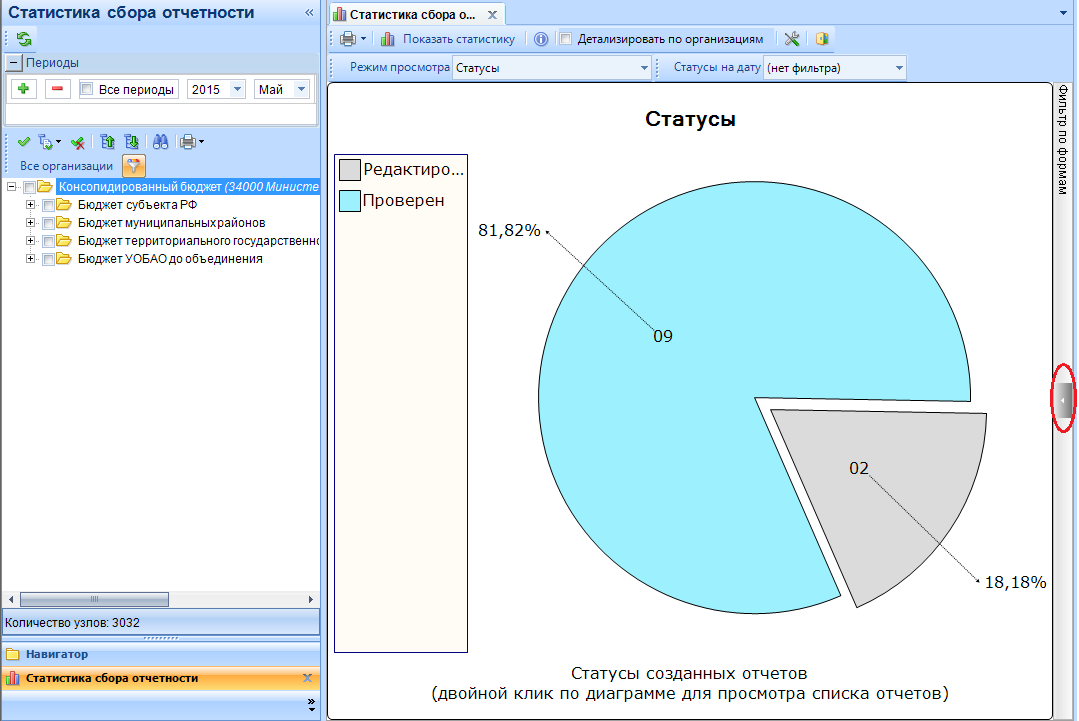 Статистика сбора отчетности «
Периоды
Все периоды 2015 Май
Все организации
Консолидированный бюджет (34000 Министе
Бюджет субъекта РФ
Бюджет муниципальных районов
Бюджет территориального государственно
Бюджет УОБАО до объединения
Количество узлов: 3032
Навигатор
Статистика сбора отчетности
Статистика сбора о...
Показать статистику Детализировать по организациям
Режим просмотра Статусы Статусы на дату (нет фильтра)
Статусы
Редактиро...
Проверен
81,82%
09
02
18,18%
Статусы созданных отчетов
(двойной клик по диаграмме для просмотра списка отчетов)
Фильтр по формам